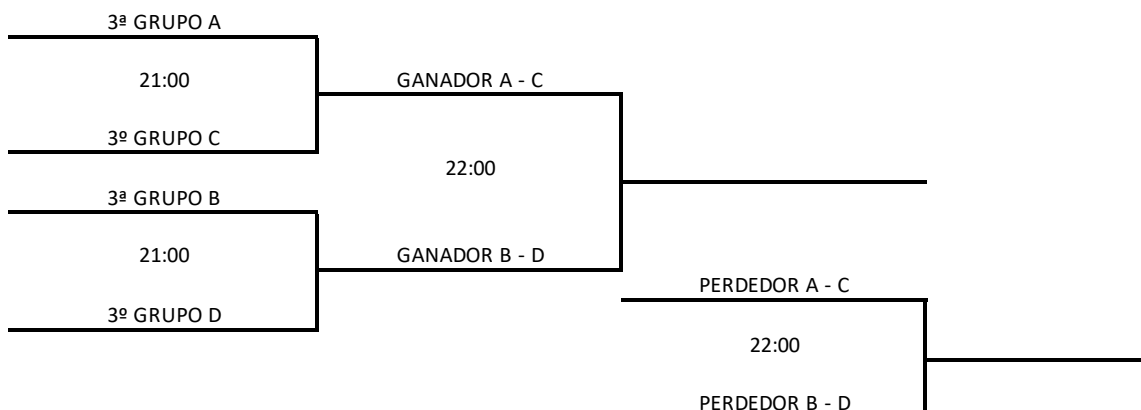 3ª GRUPO A
21:00
GANADOR A - C
3º GRUPO C
22:00
3ª GRUPO B
21:00
GANADOR B - D
PERDEDOR A - C
3º GRUPO D
22:00
PERDEDOR B - D